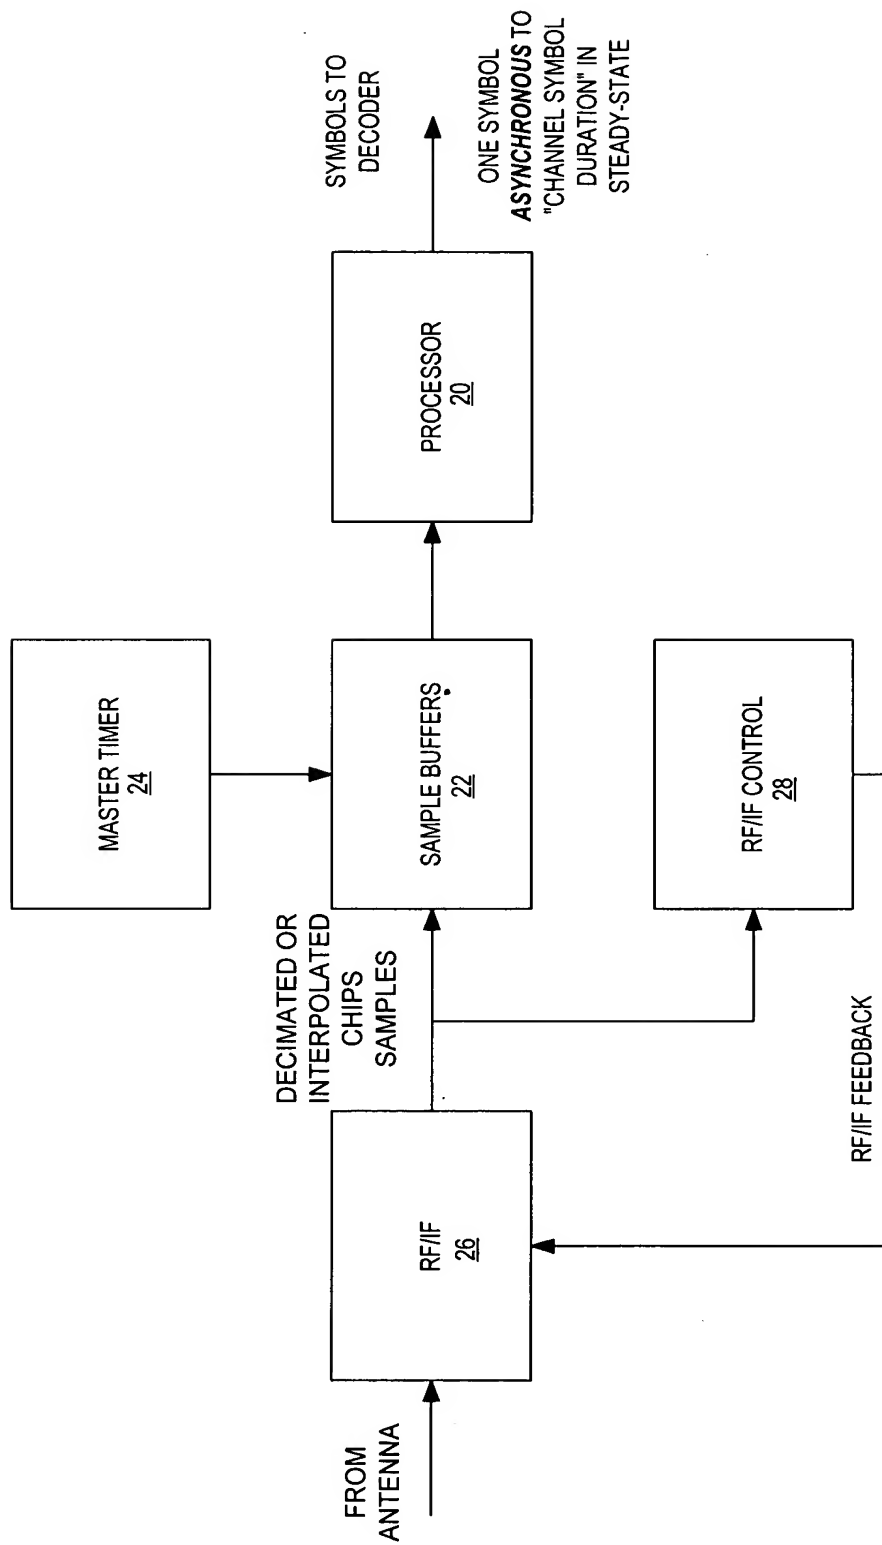 FROM
ANTENNA
RF/IF
26
DECIMATED OR
INTERPOLATED
CHIPS
SAMPLES
MASTER TIMER
24
SAMPLE BUFFERS
22
PROCESSOR
20
SYMBOLS TO
DECODER
ONE SYMBOL
ASYNCHRONOUS TO
"CHANNEL SYMBOL
DURATION" IN
STEADY-STATE
RF/IF CONTROL
28
RF/IF FEEDBACK